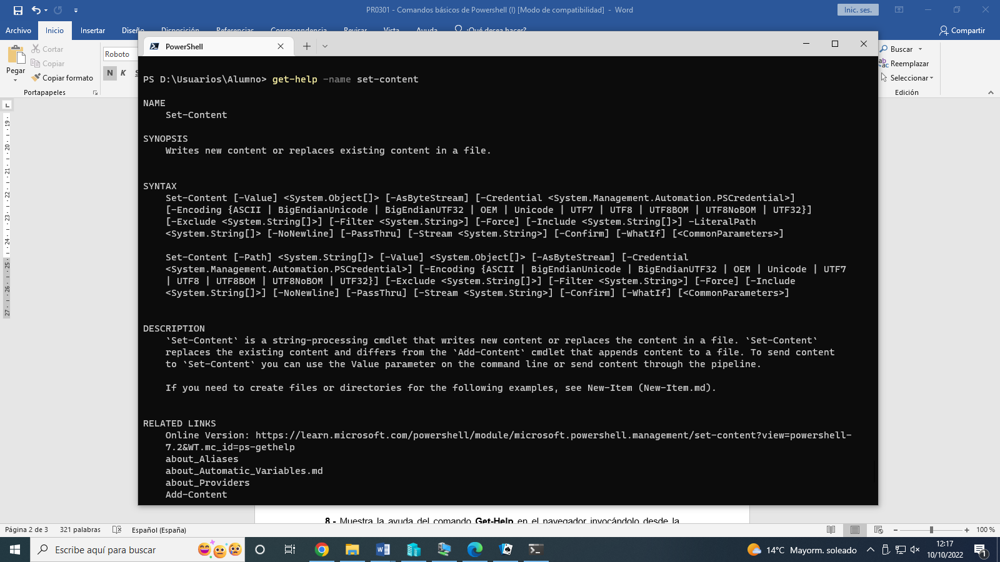 PR0301 - Comandos básicos de Powershell (I) [Modo de compatibilidad] - Word
Inic. ses.
Archivo Inicio Insertar Diseño Disposición Referencias Correspondencia Revisar Vista Ayuda ¿Qué desea hacer? Compartir
Pegar
Cortar
Copiar
Copiar formato
Portapapeles
Roboto
N K S
Buscar
Reemplazar
Seleccionar
Edición
PowerShell
PS D:\Usuarios\Alumno> get-help -name set-content
NAME
Set-Content
SYNOPSIS
Writes new content or replaces existing content in a file.
SYNTAX
Set-Content [-Value] <System.Object[]> [-AsByteStream] [-Credential <System.Management.Automation.PSCredential>]
[-Encoding {ASCII | BigEndianUnicode | BigEndianUTF32 | OEM | Unicode | UTF7 | UTF8 | UTF8BOM | UTF8NoBOM | UTF32}]
[-Exclude <System.String[]>] [-Filter <System.String>] [-Force] [-Include <System.String[]>] -LiteralPath
<System.String[]> [-NoNewline] [-PassThru] [-Stream <System.String>] [-Confirm] [-WhatIf] [<CommonParameters>]
Set-Content [-Path] <System.String[]> [-Value] <System.Object[]> [-AsByteStream] [-Credential
<System.Management.Automation.PSCredential>] [-Encoding {ASCII | BigEndianUnicode | BigEndianUTF32 | OEM | Unicode | UTF7
| UTF8 | UTF8BOM | UTF8NoBOM | UTF32}] [-Exclude <System.String[]>] [-Filter <System.String>] [-Force] [-Include
<System.String[]>] [-NoNewline] [-PassThru] [-Stream <System.String>] [-Confirm] [-WhatIf] [<CommonParameters>]
DESCRIPTION
`Set-Content` is a string-processing cmdlet that writes new content or replaces the content in a file. `Set-Content`
replaces the existing content and differs from the `Add-Content` cmdlet that appends content to a file. To send content
to `Set-Content` you can use the Value parameter on the command line or send content through the pipeline.
If you need to create files or directories for the following examples, see New-Item (New-Item.md).
RELATED LINKS
Online Version: https://learn.microsoft.com/powershell/module/microsoft.powershell.management/set-content?view=powershell-
7.2&WT.mc_id=ps-gethelp
about_Aliases
about_Automatic_Variables.md
about_Providers
Add-Content
19
20
21
22
23
24
25
26
27
8.- Muestra la ayuda del comando Get-Help en el navegador invocándolo desde la
Página 2 de 3 321 palabras Español (España) 100 %
Escribe aquí para buscar
14°C Mayorm. soleado
12:17
10/10/2022
1